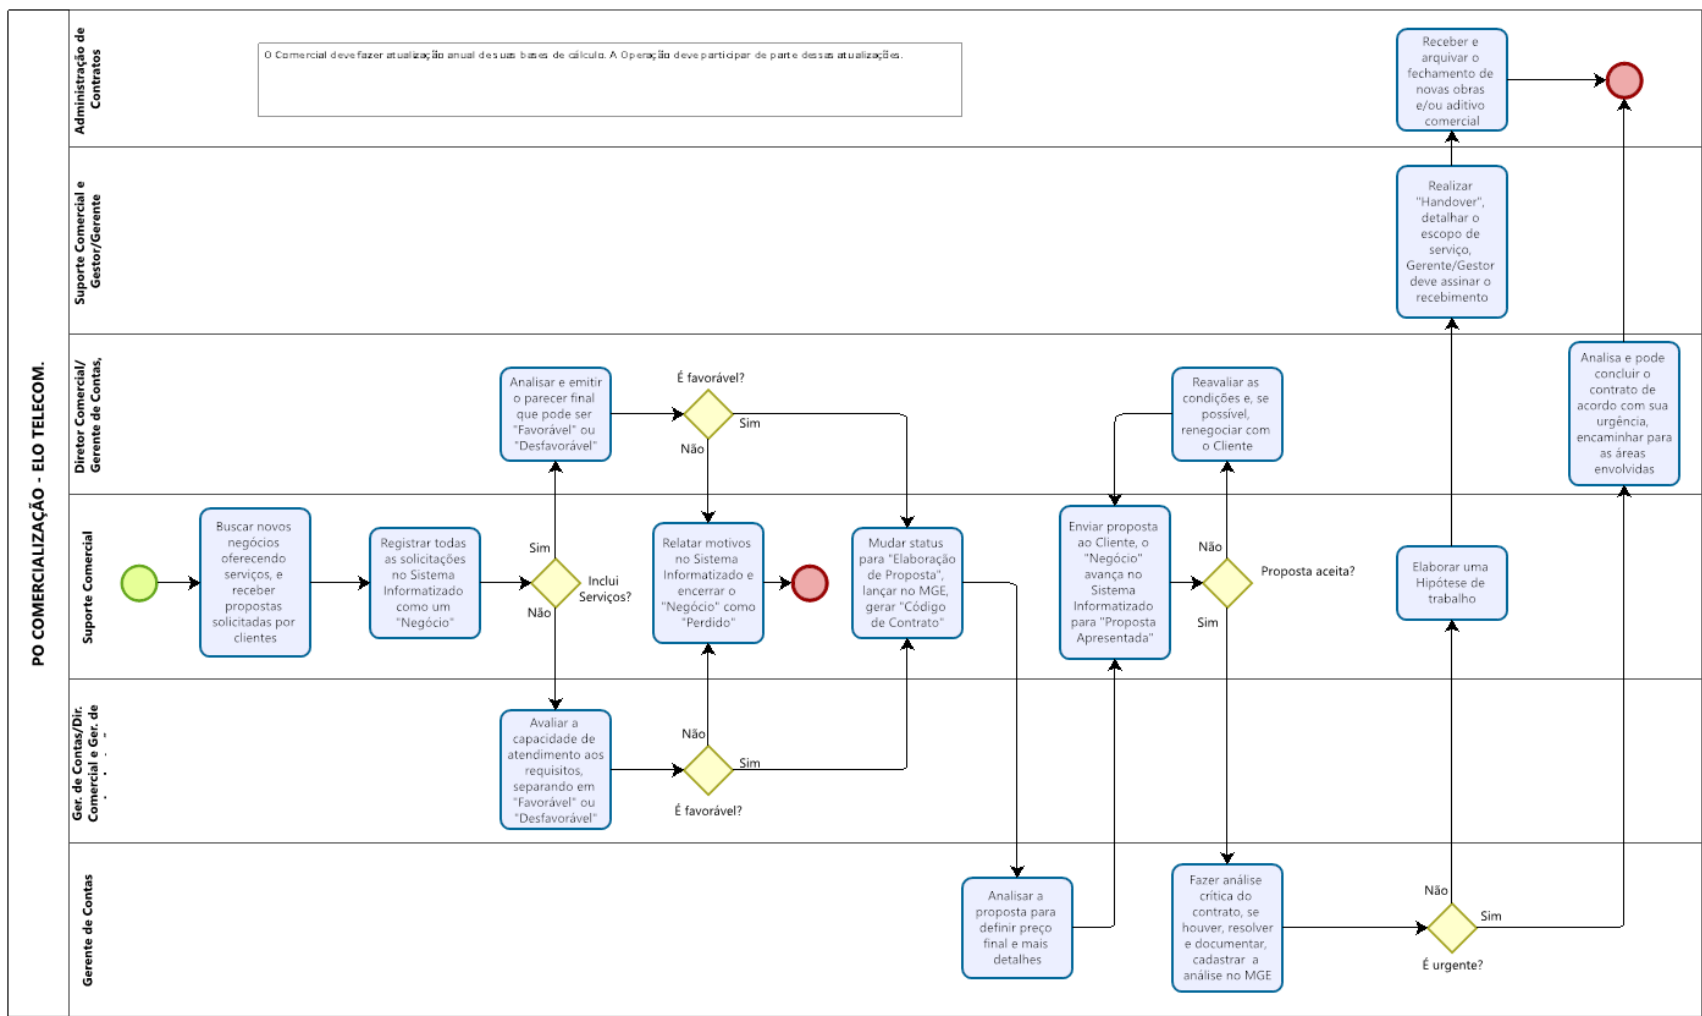 PO COMERCIALIZAÇÃO - ELO TELECOM.
Administração de
Contratos
O Comercial deve fazer atualização anual de suas bases de cálculo. A Operação deve participar de parte dessas atualizações.
Receber e
arquivar o
fechamento de
novas obras
e/ou aditivo
comercial
Suporte Comercial e
Gestor/Gerente
Realizar
"Handover",
detalhar o
escopo de
serviço,
Gerente/Gestor
deve assinar o
recebimento
Diretor Comercial/
Gerente de Contas,
Analisar e emitir
o parecer final
que pode ser
"Favorável" ou
"Desfavorável"
É favorável?
Sim
Não
Reavaliar as
condições e, se
possível,
renegociar com
o Cliente
Analisa e pode
concluir o
contrato de
acordo com sua
urgência,
encaminhar para
as áreas
envolvidas
Suporte Comercial
Buscar novos
negócios
oferecendo
serviços, e
receber
propostas
solicitadas por
clientes
Registrar todas
as solicitações
no Sistema
Informatizado
como um
"Negócio"
Sim
Inclui
Serviços?
Não
Relatar motivos
no Sistema
Informatizado e
encerrar o
"Negócio" como
"Perdido"
Mudar status
para "Elaboração
de Proposta",
lançar no MGE,
gerar "Código
de Contrato"
Enviar proposta
ao Cliente, o
"Negócio"
avança no
Sistema
Informatizado
para "Proposta
Apresentada"
Não
Proposta aceita?
Sim
Elaborar uma
Hipótese de
trabalho
Ger. de Contas/Dir.
Comercial e Ger. de
Avaliar a
capacidade de
atendimento aos
requisitos,
separando em
"Favorável" ou
"Desfavorável"
Não
Sim
É favorável?
Gerente de Contas
Analisar a
proposta para
definir preço
final e mais
detalhes
Fazer análise
crítica do
contrato, se
houver, resolver
e documentar,
cadastrar a
análise no MGE
Não
Sim
É urgente?